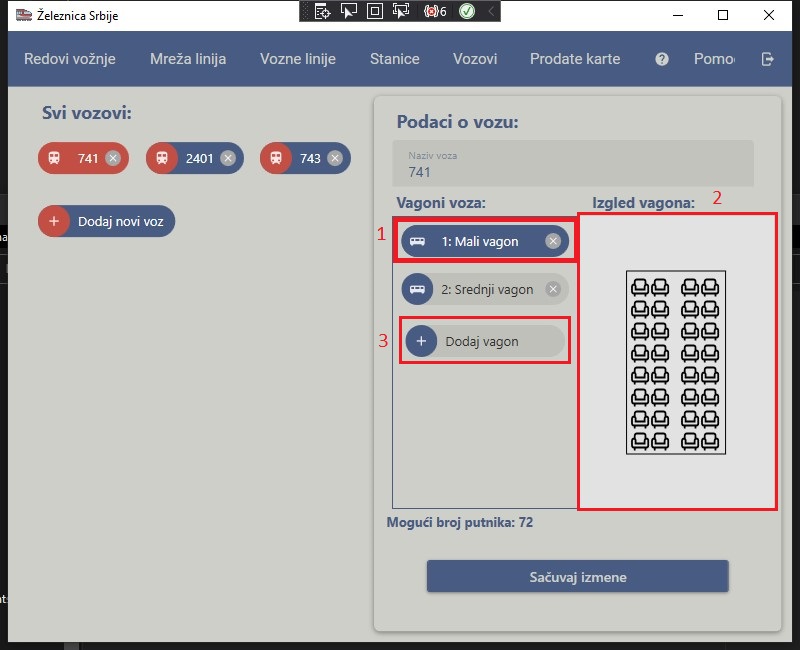 Železnica Srbije
6
Redovi vožnje Mreža linija Vozne linije Stanice Vozovi Prodate karte ? Pomo
Svi vozovi:
741 2401 743
Dodaj novi voz
Podaci o vozu:
Naziv voza
741
Vagoni voza:
Izgled vagona: 2
1
1: Mali vagon
2: Srednji vagon
3
Dodaj vagon
Mogući broj putnika: 72
Sačuvaj izmene